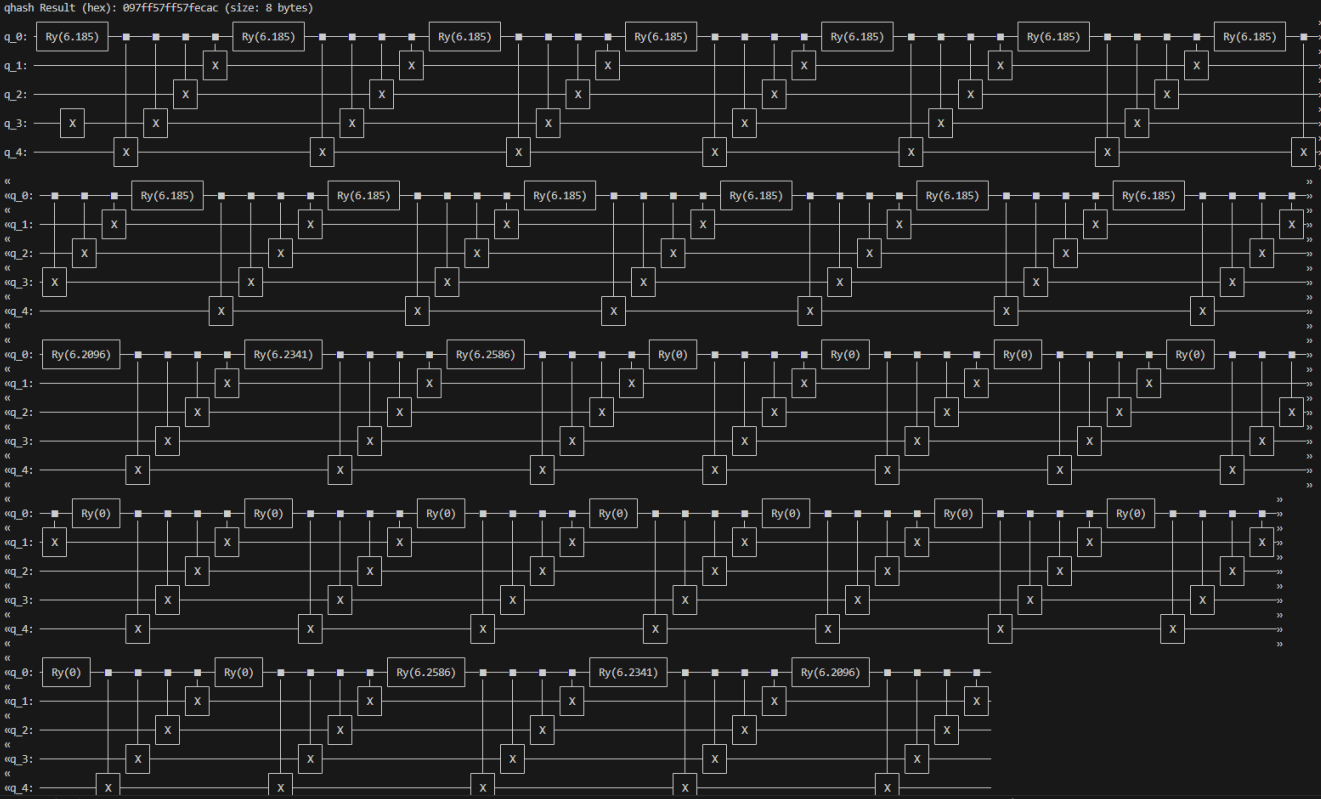 qhash Result (hex): 097ff57ff57fecac (size: 8 bytes)
q_0: Ry(6.185) Ry(6.185) Ry(6.185) Ry(6.185) Ry(6.185) Ry(6.185) Ry(6.185) »
q_1: X X X X X X »
q_2: X X X X X X »
q_3: X X X X X X X »
q_4: X X X X X X X »
«q_0: Ry(6.185) Ry(6.185) Ry(6.185) Ry(6.185) Ry(6.185) Ry(6.185) »
«q_1: X X X X X X X »
«q_2: X X X X X X X »
«q_3: X X X X X X X »
«q_4: X X X X X X »
«q_0: Ry(6.2096) Ry(6.2341) Ry(6.2586) Ry(0) Ry(0) Ry(0) Ry(0) »
«q_1: X X X X X X »
«q_2: X X X X X X X »
«q_3: X X X X X X X »
«q_4: X X X X X X X »
«q_0: Ry(0) Ry(0) Ry(0) Ry(0) Ry(0) Ry(0) Ry(0) »
«q_1: X X X X X X X X »
«q_2: X X X X X X X »
«q_3: X X X X X X X »
«q_4: X X X X X X X »
«q_0: Ry(0) Ry(0) Ry(6.2586) Ry(6.2341) Ry(6.2096)
«q_1: X X X X X
«q_2: X X X X X
«q_3: X X X X X
«q_4: X X X X X